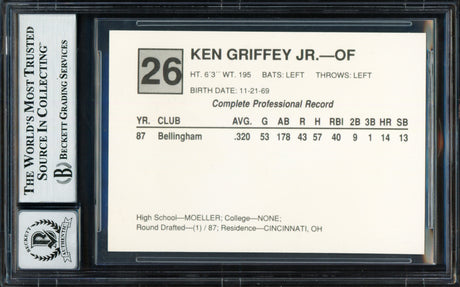 THE WORLD'S MOST TRUSTED
SOURCE IN COLLECTING™
BECKETT GRADING SERVICES
BECKETT
AUTHENTIC
26
KEN GRIFFEY JR.—OF
HT. 6'3" WT. 195 BATS: LEFT THROWS: LEFT
BIRTH DATE: 11-21-69
Complete Professional Record
YR. CLUB AVG. G AB R H RBI 2B 3B HR SB
87 Bellingham .320 53 178 43 57 40 9 1 14 13
High School—MOELLER; College—NONE;
Round Drafted—(1) / 87; Residence—CINCINNATI, OH